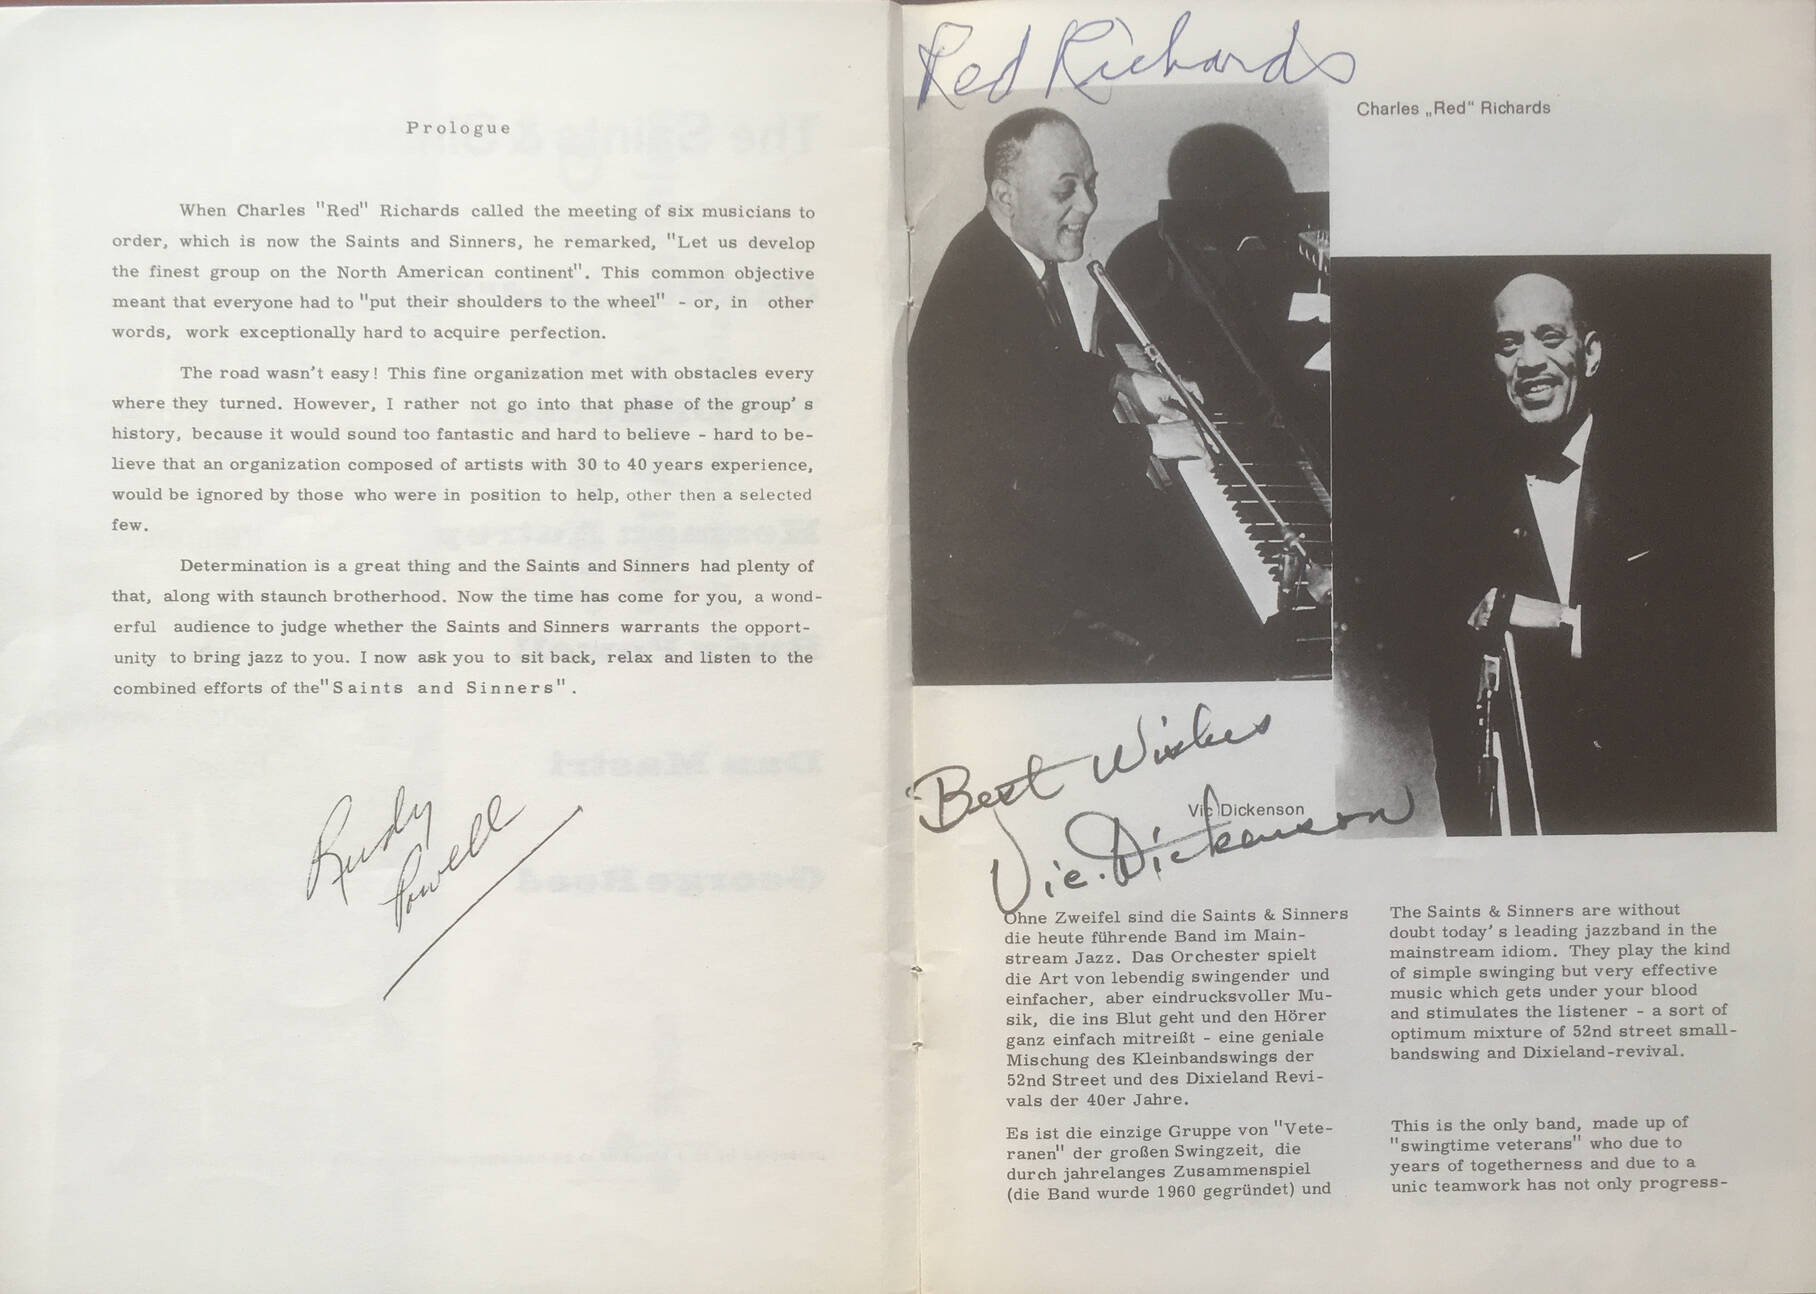 Prologue
When Charles "Red" Richards called the meeting of six musicians to
order, which is now the Saints and Sinners, he remarked, "Let us develop
the finest group on the North American continent". This common objective
meant that everyone had to "put their shoulders to the wheel" - or, in other
words, work exceptionally hard to acquire perfection.
The road wasn't easy! This fine organization met with obstacles every
where they turned. However, I rather not go into that phase of the group's
history, because it would sound too fantastic and hard to believe - hard to be-
lieve that an organization composed of artists with 30 to 40 years experience,
would be ignored by those who were in position to help, other then a selected
few.
Determination is a great thing and the Saints and Sinners had plenty of
that, along with staunch brotherhood. Now the time has come for you, a wond-
erful audience to judge whether the Saints and Sinners warrants the opport-
unity to bring jazz to you. I now ask you to sit back, relax and listen to the
combined efforts of the "Saints and Sinners".
Rudy
Powell
Red Richards
Charles „Red" Richards
Best Wishes
Vic Dickenson
Vic. Dickenson
Ohne Zweifel sind die Saints & Sinners
die heute führende Band im Main-
stream Jazz. Das Orchester spielt
die Art von lebendig swingender und
einfacher, aber eindrucksvoller Mu-
sik, die ins Blut geht und den Hörer
ganz einfach mitreißt - eine geniale
Mischung des Kleinbandswings der
52nd Street und des Dixieland Revi-
vals der 40er Jahre.
Es ist die einzige Gruppe von "Vete-
ranen" der großen Swingzeit, die
durch jahrelanges Zusammenspiel
(die Band wurde 1960 gegründet) und
The Saints & Sinners are without
doubt today's leading jazzband in the
mainstream idiom. They play the kind
of simple swinging but very effective
music which gets under your blood
and stimulates the listener - a sort of
optimum mixture of 52nd street small-
bandswing and Dixieland-revival.
This is the only band, made up of
"swingtime veterans" who due to
years of togetherness and due to a
unic teamwork has not only progress-